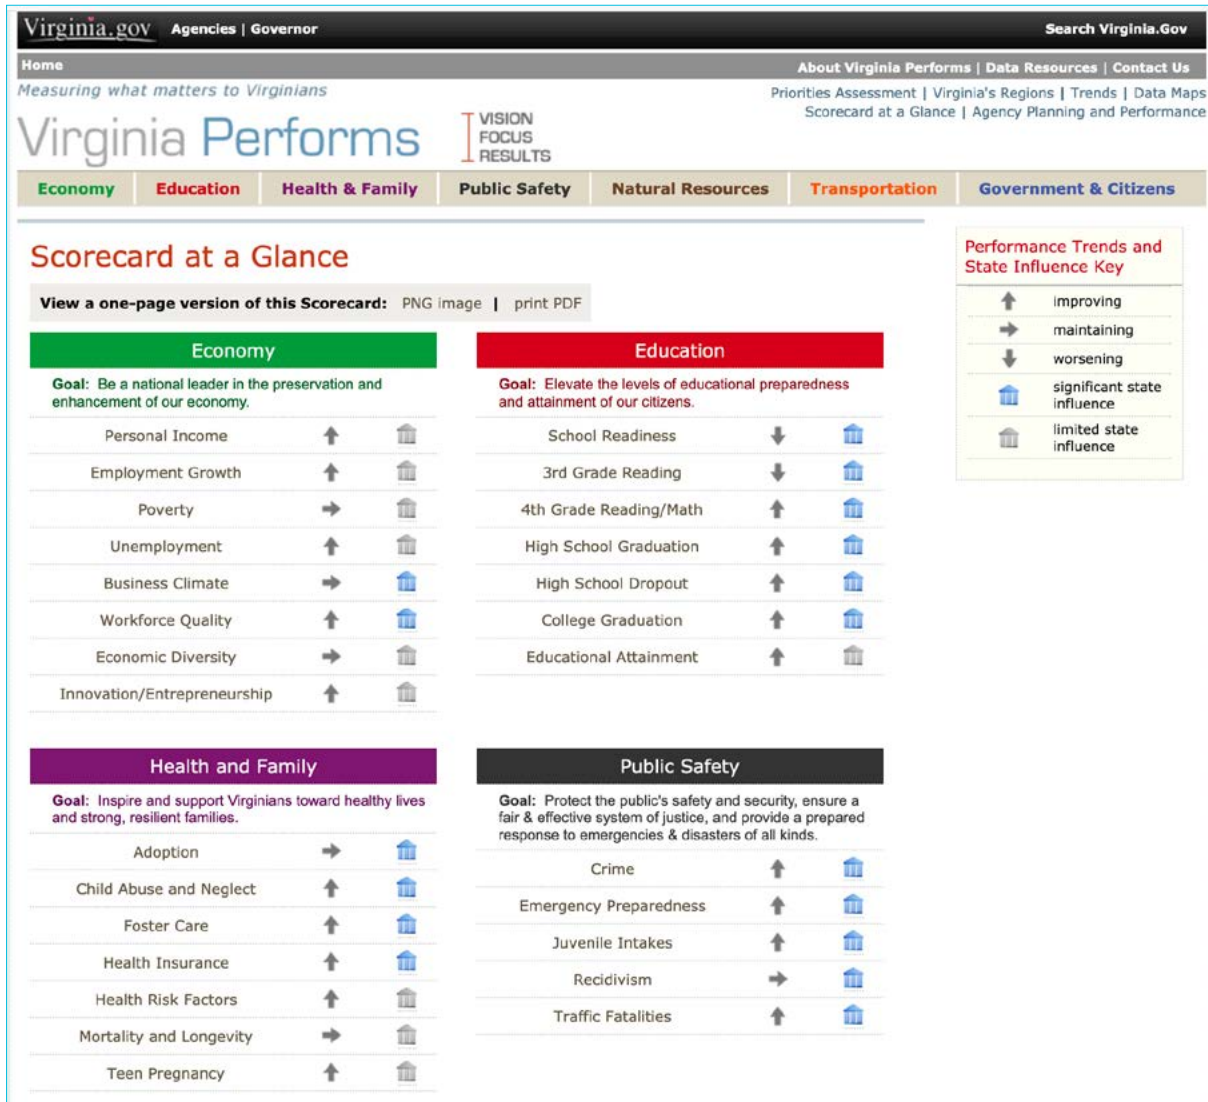 Virginia.gov Agencies | Governor Search Virginia.Gov
Home About Virginia Performs | Data Resources | Contact Us
Measuring what matters to Virginians
Priorities Assessment | Virginia's Regions | Trends | Data Maps
Scorecard at a Glance | Agency Planning and Performance
Virginia Performs
VISION
FOCUS
RESULTS
Economy Education Health & Family Public Safety Natural Resources Transportation Government & Citizens
Scorecard at a Glance
View a one-page version of this Scorecard: PNG image | print PDF
Performance Trends and
State Influence Key
improving
maintaining
worsening
significant state
influence
limited state
influence
Economy
Goal: Be a national leader in the preservation and
enhancement of our economy.
Personal Income
Employment Growth
Poverty
Unemployment
Business Climate
Workforce Quality
Economic Diversity
Innovation/Entrepreneurship
Education
Goal: Elevate the levels of educational preparedness
and attainment of our citizens.
School Readiness
3rd Grade Reading
4th Grade Reading/Math
High School Graduation
High School Dropout
College Graduation
Educational Attainment
Health and Family
Goal: Inspire and support Virginians toward healthy lives
and strong, resilient families.
Adoption
Child Abuse and Neglect
Foster Care
Health Insurance
Health Risk Factors
Mortality and Longevity
Teen Pregnancy
Public Safety
Goal: Protect the public's safety and security, ensure a
fair & effective system of justice, and provide a prepared
response to emergencies & disasters of all kinds.
Crime
Emergency Preparedness
Juvenile Intakes
Recidivism
Traffic Fatalities